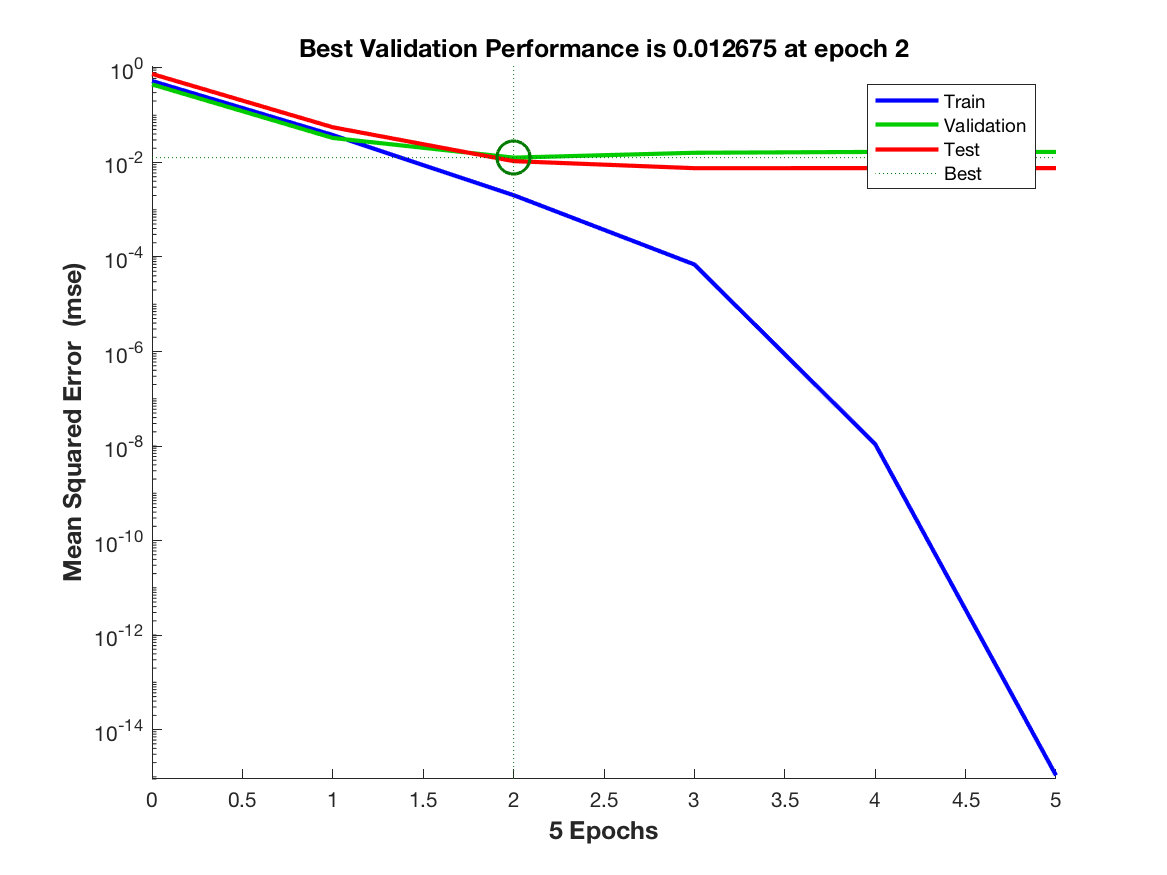 Best Validation Performance is 0.012675 at epoch 2
Train
Validation
Test
Best
10^0
10^-2
10^-4
10^-6
10^-8
10^-10
10^-12
10^-14
Mean Squared Error (mse)
0 0.5 1 1.5 2 2.5 3 3.5 4 4.5 5
5 Epochs